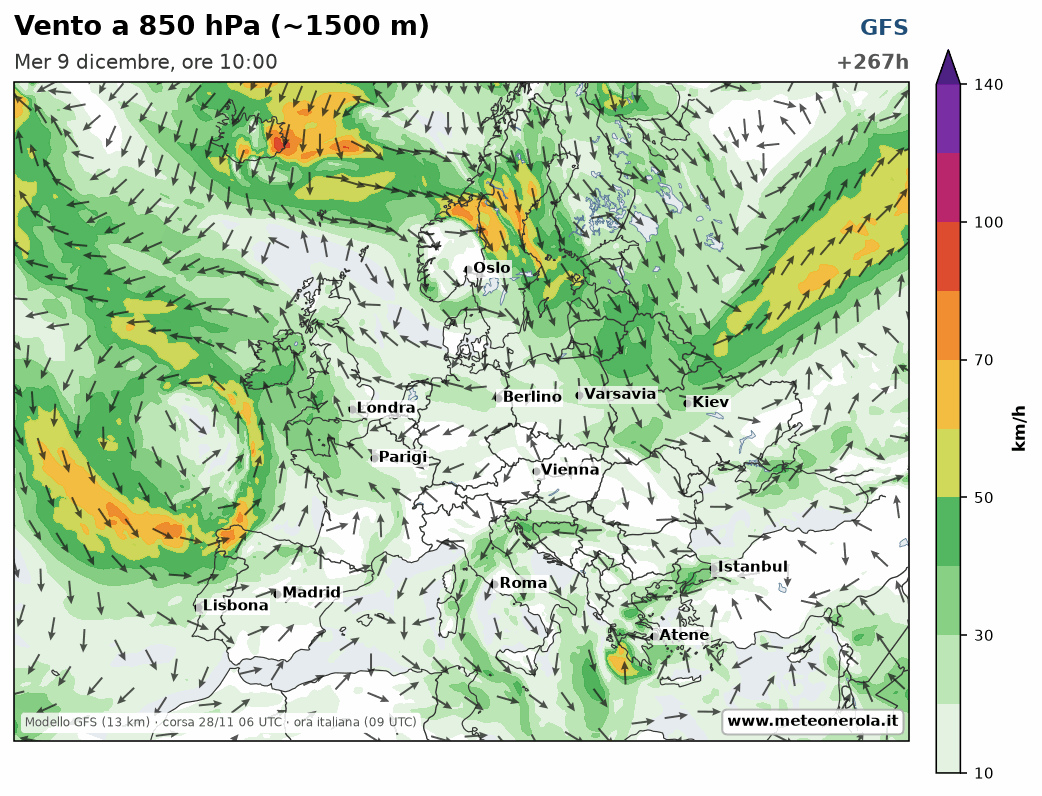 Vento a 850 hPa (~1500 m)
GFS
Mer 9 dicembre, ore 10:00
+267h
140
100
70
50
30
10
km/h
Oslo
Berlino
Varsavia
Kiev
Londra
Parigi
Vienna
Istanbul
Roma
Madrid
Lisbona
Atene
Modello GFS (13 km) · corsa 28/11 06 UTC · ora italiana (09 UTC)
www.meteonerola.it